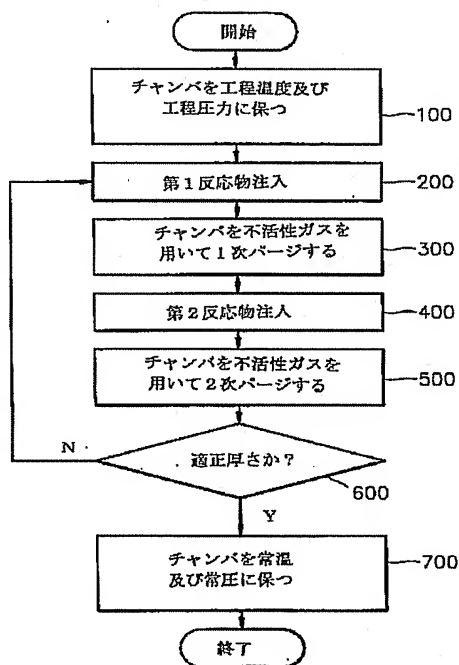 開始
チャンバを工程温度及び
工程圧力に保つ
100
第1反応物注入
200
チャンバを不活性ガスを
用いて1次パージする
300
第2反応物注入
400
チャンバを不活性ガスを
用いて2次パージする
500
適正厚さか?
N
600
Y
チャンバを常温
及び常圧に保つ
700
終了